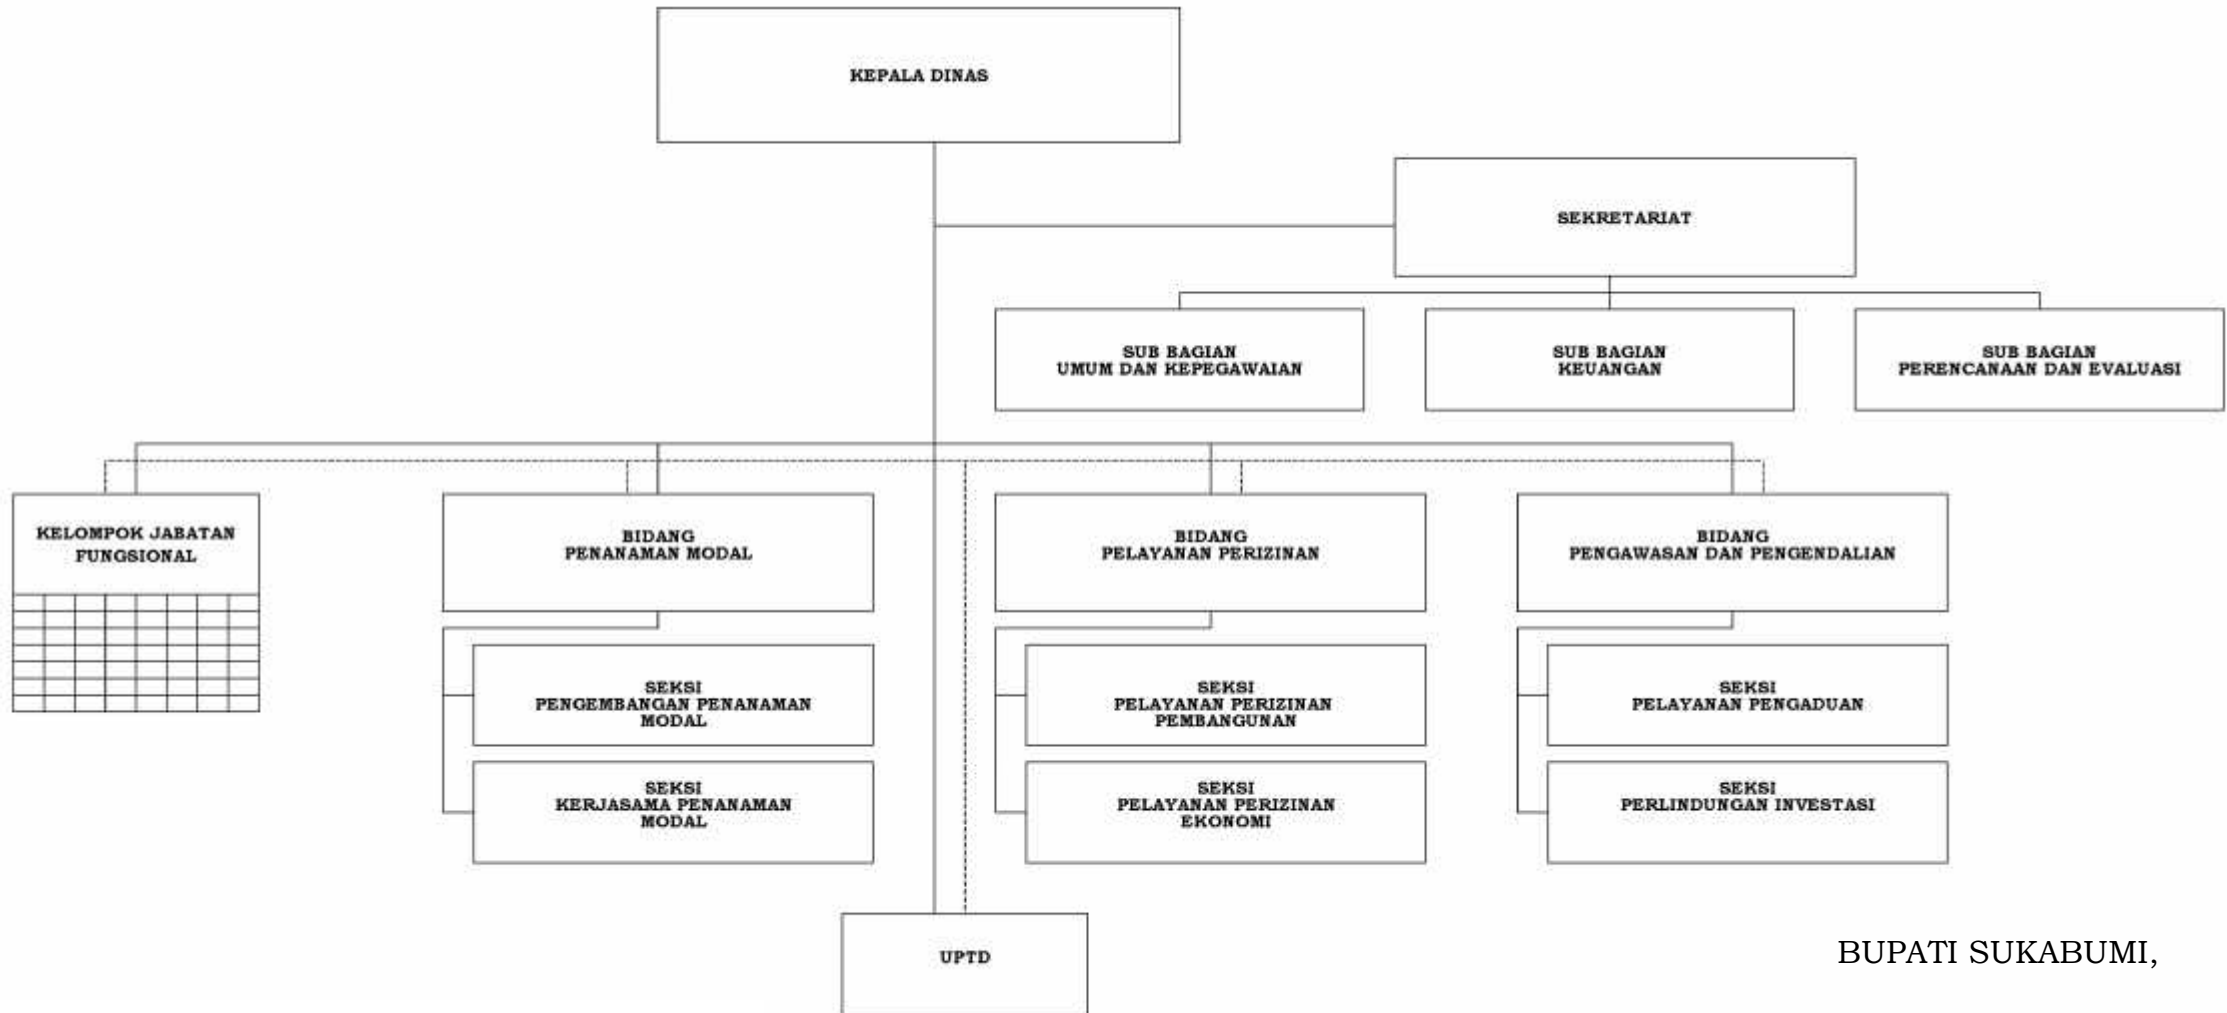 KEPALA DINAS
SEKRETARIAT
SUB BAGIAN
UMUM DAN KEPEGAWAIAN
SUB BAGIAN
KEUANGAN
SUB BAGIAN
PERENCANAAN DAN EVALUASI
KELOMPOK JABATAN
FUNGSIONAL
BIDANG
PENANAMAN MODAL
BIDANG
PELAYANAN PERIZINAN
BIDANG
PENGAWASAN DAN PENGENDALIAN
SEKSI
PENGEMBANGAN PENANAMAN
MODAL
SEKSI
PELAYANAN PERIZINAN
PEMBANGUNAN
SEKSI
PELAYANAN PENGADUAN
SEKSI
KERJASAMA PENANAMAN
MODAL
SEKSI
PELAYANAN PERIZINAN
EKONOMI
SEKSI
PERLINDUNGAN INVESTASI
UPTD
BUPATI SUKABUMI,